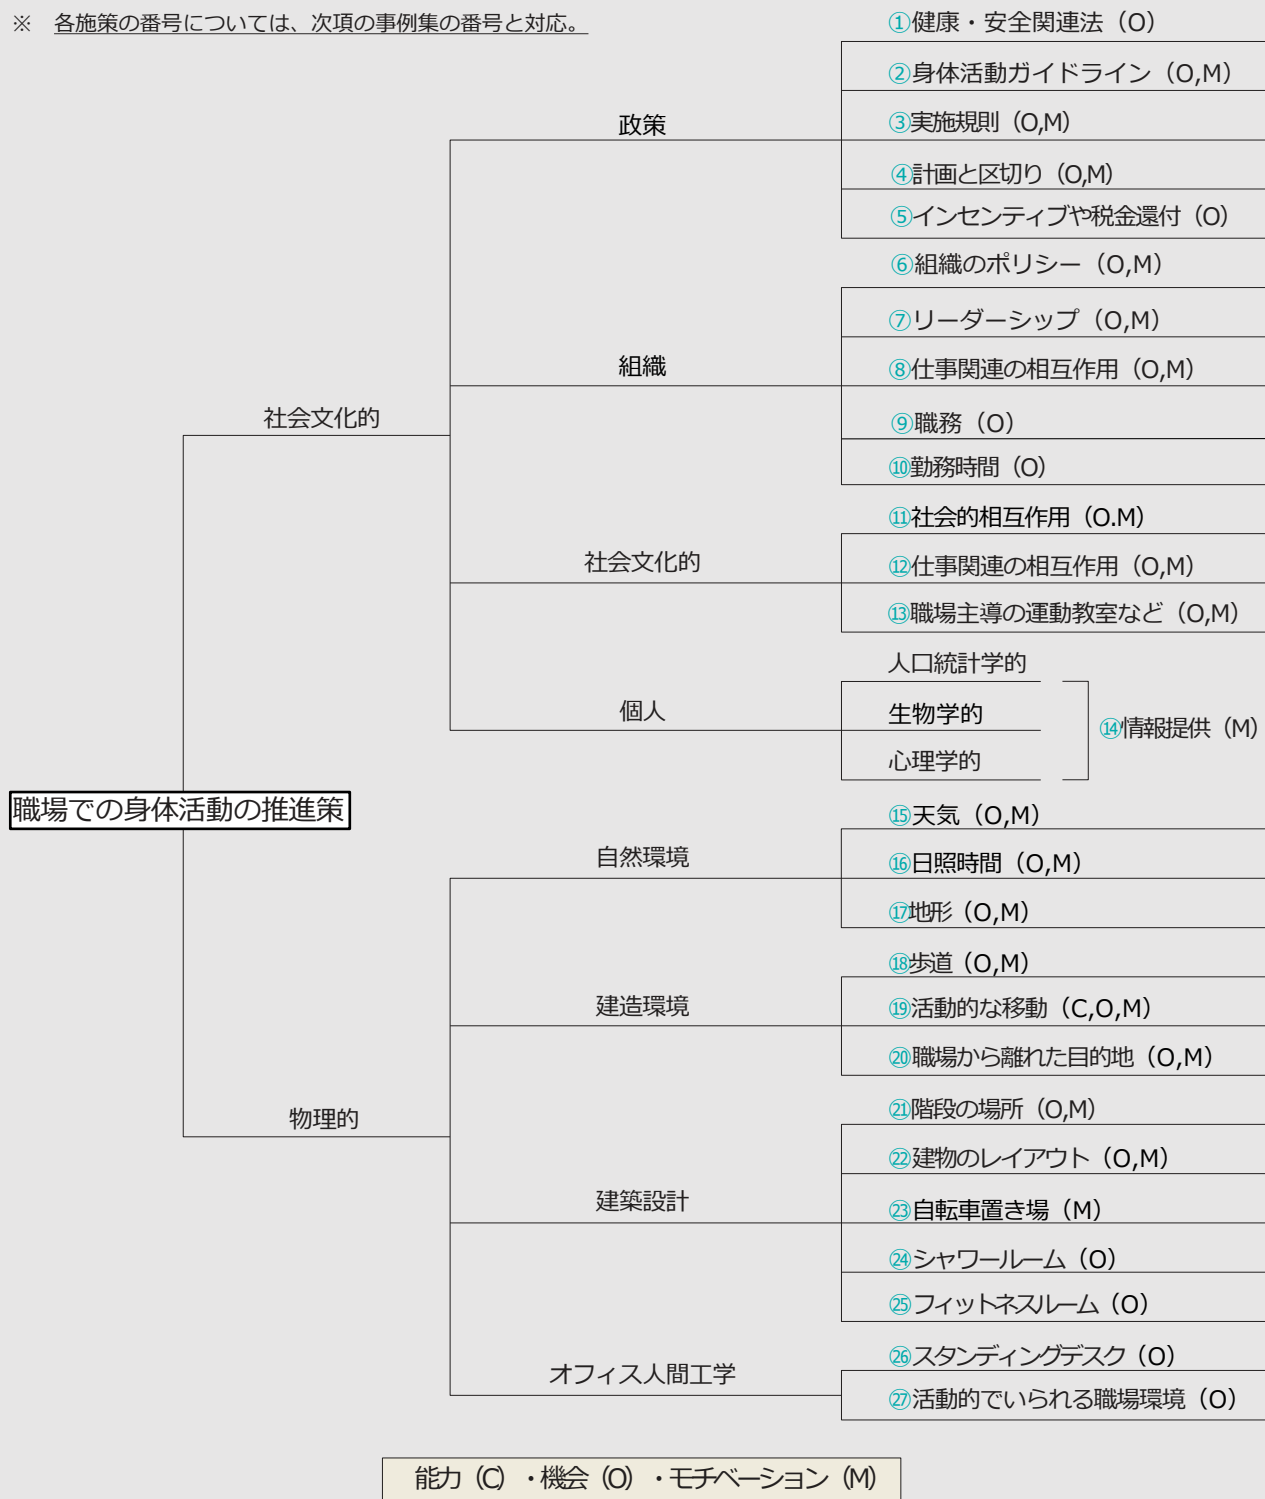 ※ 各施策の番号については、次項の事例集の番号と対応。
①健康・安全関連法（O）
②身体活動ガイドライン（O,M）
政策
③実施規則（O,M）
④計画と区切り（O,M）
⑤インセンティブや税金還付（O）
⑥組織のポリシー（O,M）
⑦リーダーシップ（O,M）
組織
⑧仕事関連の相互作用（O,M）
社会文化的
⑨職務（O）
⑩勤務時間（O）
⑪社会的相互作用（O.M）
社会文化的
⑫仕事関連の相互作用（O,M）
⑬職場主導の運動教室など（O,M）
人口統計学的
個人
生物学的
⑭情報提供（M）
心理学的
職場での身体活動の推進策
⑮天気（O,M）
自然環境
⑯日照時間（O,M）
⑰地形（O,M）
⑱歩道（O,M）
建造環境
⑲活動的な移動（C,O,M）
⑳職場から離れた目的地（O,M）
物理的
㉑階段の場所（O,M）
㉒建物のレイアウト（O,M）
建築設計
㉓自転車置き場（M）
㉔シャワールーム（O）
㉕フィットネスルーム（O）
オフィス人間工学
㉖スタンディングデスク（O）
㉗活動的でいられる職場環境（O）
能力（C）・機会（O）・モチベーション（M）